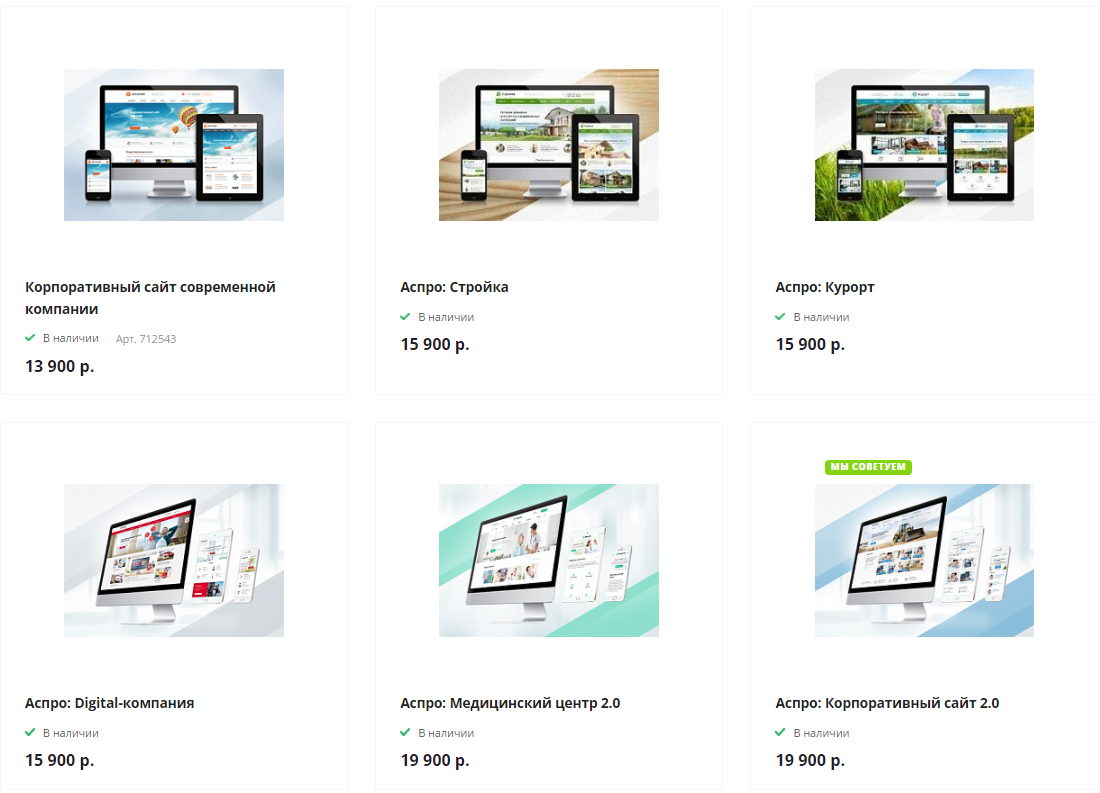 Корпоративный сайт современной
компании
В наличии Арт. 712543
13 900 р.
Аспро: Стройка
В наличии
15 900 р.
Аспро: Курорт
В наличии
15 900 р.
Аспро: Digital-компания
В наличии
15 900 р.
Аспро: Медицинский центр 2.0
В наличии
19 900 р.
МЫ СОВЕТУЕМ
Аспро: Корпоративный сайт 2.0
В наличии
19 900 р.